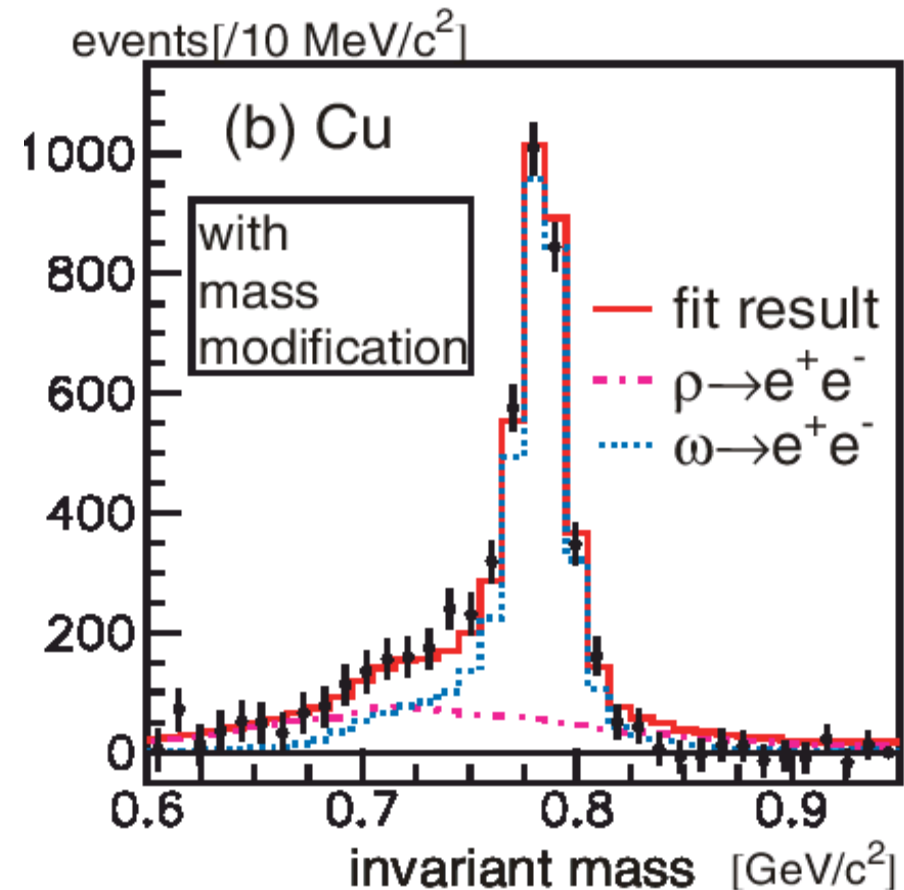 events[/10 MeV/c²]
(b) Cu
1000
with
mass
modification
800
fit result
600
ρ→e⁺e⁻
ω→e⁺e⁻
400
200
0
0.6 0.7 0.8 0.9
invariant mass [GeV/c²]